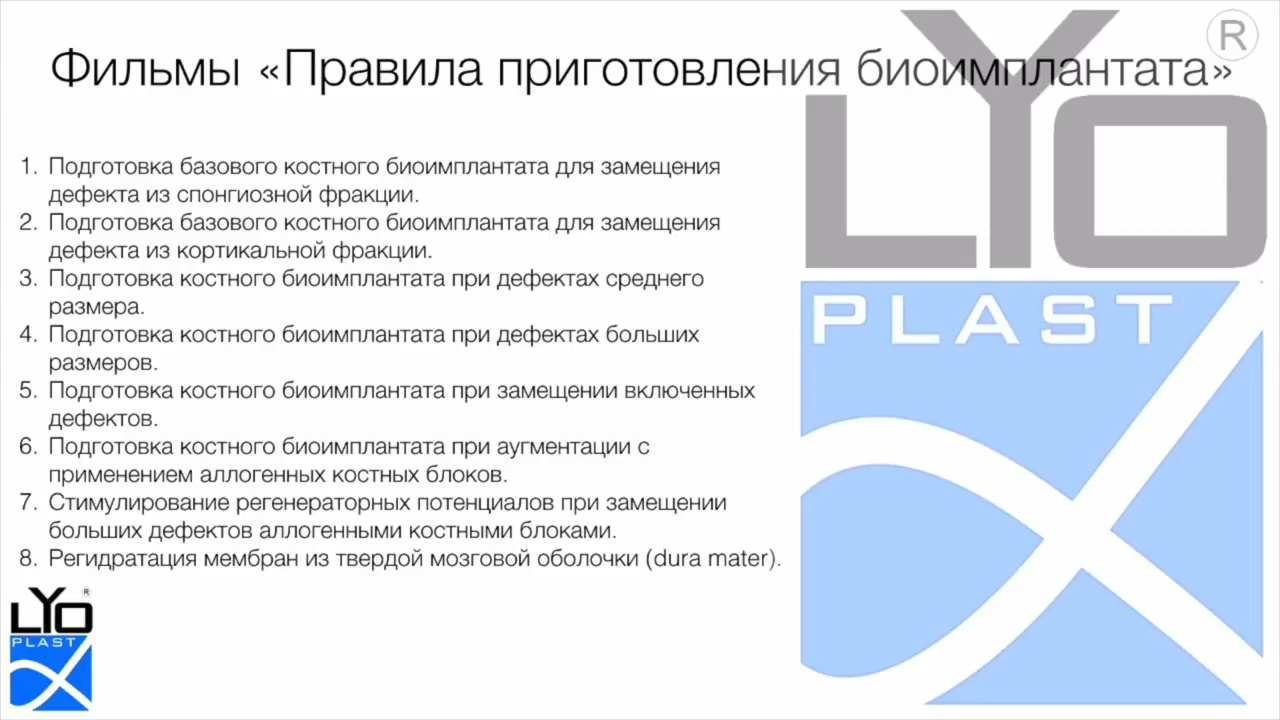 Фильмы «Правила приготовления биоимплантата»
1. Подготовка базового костного биоимплантата для замещения
дефекта из спонгиозной фракции.
2. Подготовка базового костного биоимплантата для замещения
дефекта из кортикальной фракции.
3. Подготовка костного биоимплантата при дефектах среднего
размера.
4. Подготовка костного биоимплантата при дефектах больших
размеров.
5. Подготовка костного биоимплантата при замещении включенных
дефектов.
6. Подготовка костного биоимплантата при аугментации с
применением аллогенных костных блоков.
7. Стимулирование регенераторных потенциалов при замещении
больших дефектов аллогенными костными блоками.
8. Регидратация мембран из твердой мозговой оболочки (dura mater).
LYO ®
PLAST
LYO ®
PLAST